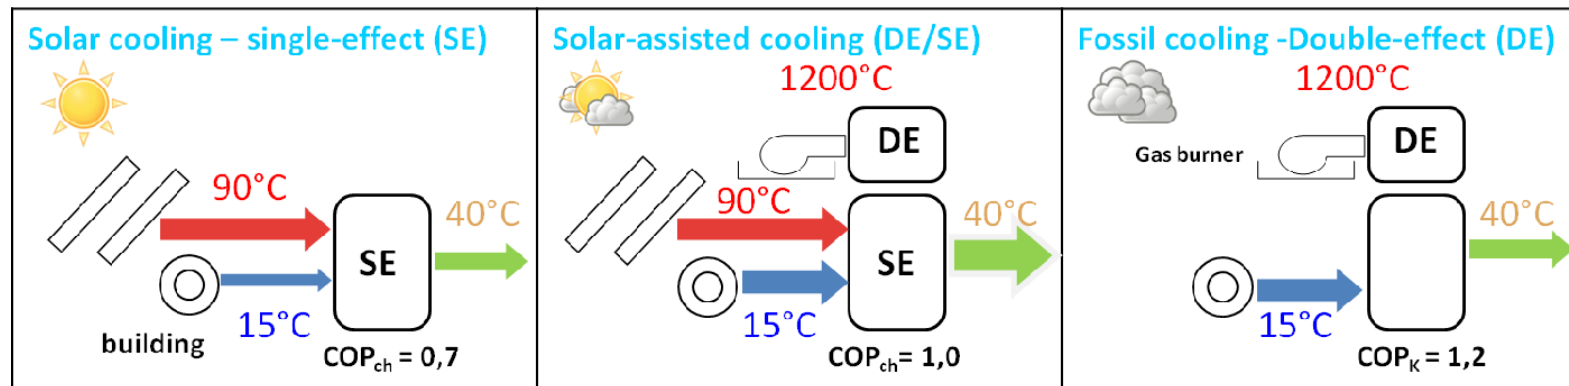 Solar cooling – single-effect (SE)
90°C
40°C
SE
15°C
building
COPch = 0,7
Solar-assisted cooling (DE/SE)
1200°C
DE
90°C
40°C
SE
15°C
COPch= 1,0
Fossil cooling -Double-effect (DE)
1200°C
DE
Gas burner
40°C
15°C
COPK = 1,2